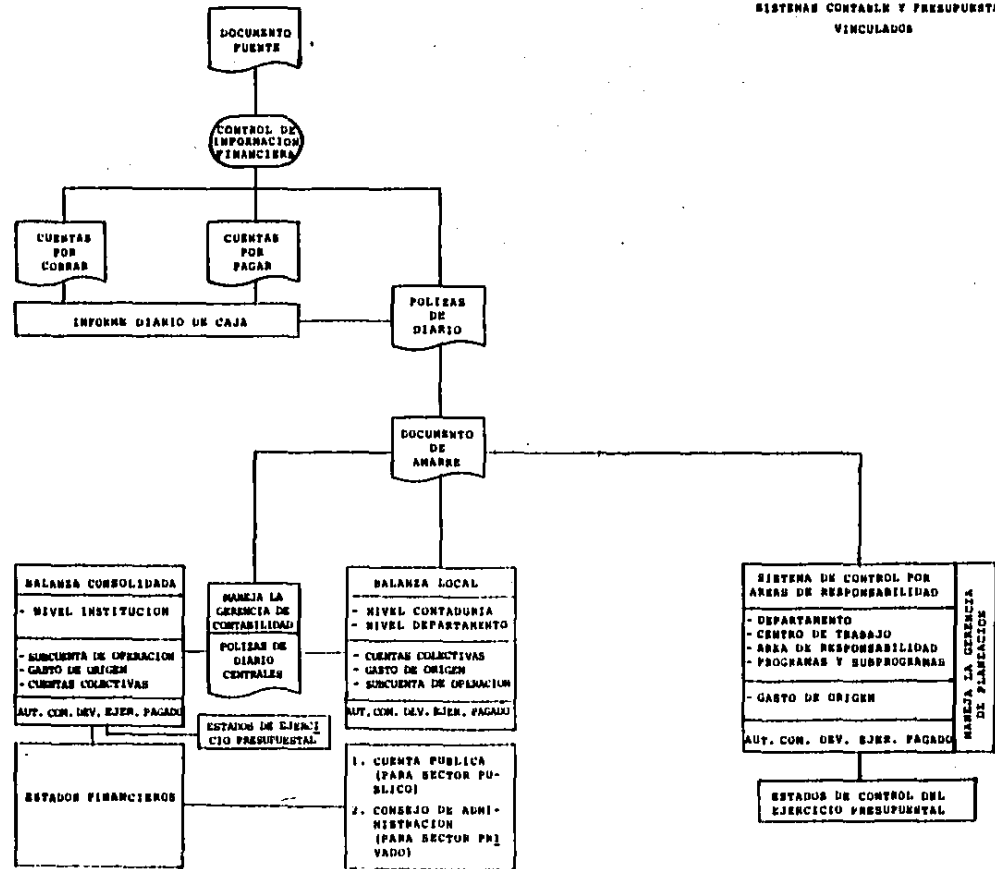 SISTEMAS CONTABLE Y PRESUPUESTA
VINCULADOS
DOCUMENTO
FUENTE
CONTROL DE
INFORMACION
FINANCIERA
CUENTAS
POR
COBRAR
CUENTAS
POR
PAGAR
INFORME DIARIO DE CAJA
POLIZAS
DE
DIARIO
DOCUMENTO
DE
AMARRE
BALANZA CONSOLIDADA
- NIVEL INSTITUCION
- SUBCUENTA DE OPERACION
- GASTO DE ORIGEN
- CUENTAS COLECTIVAS
AUT. COM. DEV. EJER. PAGADO
MANEJA LA
GERENCIA DE
CONTABILIDAD
POLIZAS DE
DIARIO
CENTRALES
BALANZA LOCAL
- NIVEL CONTADURIA
- NIVEL DEPARTAMENTO
- CUENTAS COLECTIVAS
- GASTO DE ORIGEN
- SUBCUENTA DE OPERACION
AUT. COM. DEV. EJER. PAGADO
SISTEMA DE CONTROL POR
AREAS DE RESPONSABILIDAD
- DEPARTAMENTO
- CENTRO DE TRABAJO
- AREA DE RESPONSABILIDAD
- PROGRAMAS Y SUBPROGRAMAS
- GASTO DE ORIGEN
AUT. COM. DEV. EJER. PAGADO
MANEJA LA GERENCIA
DE PLANEACION
ESTADOS DE EJERCI
CIO PRESUPUESTAL
ESTADOS FINANCIEROS
1. CUENTA PUBLICA
(PARA SECTOR PU-
BLICO)
2. CONSEJO DE ADMI-
NISTRACION
(PARA SECTOR PRI
VADO)
ESTADOS DE CONTROL DEL
EJERCICIO PRESUPUESTAL